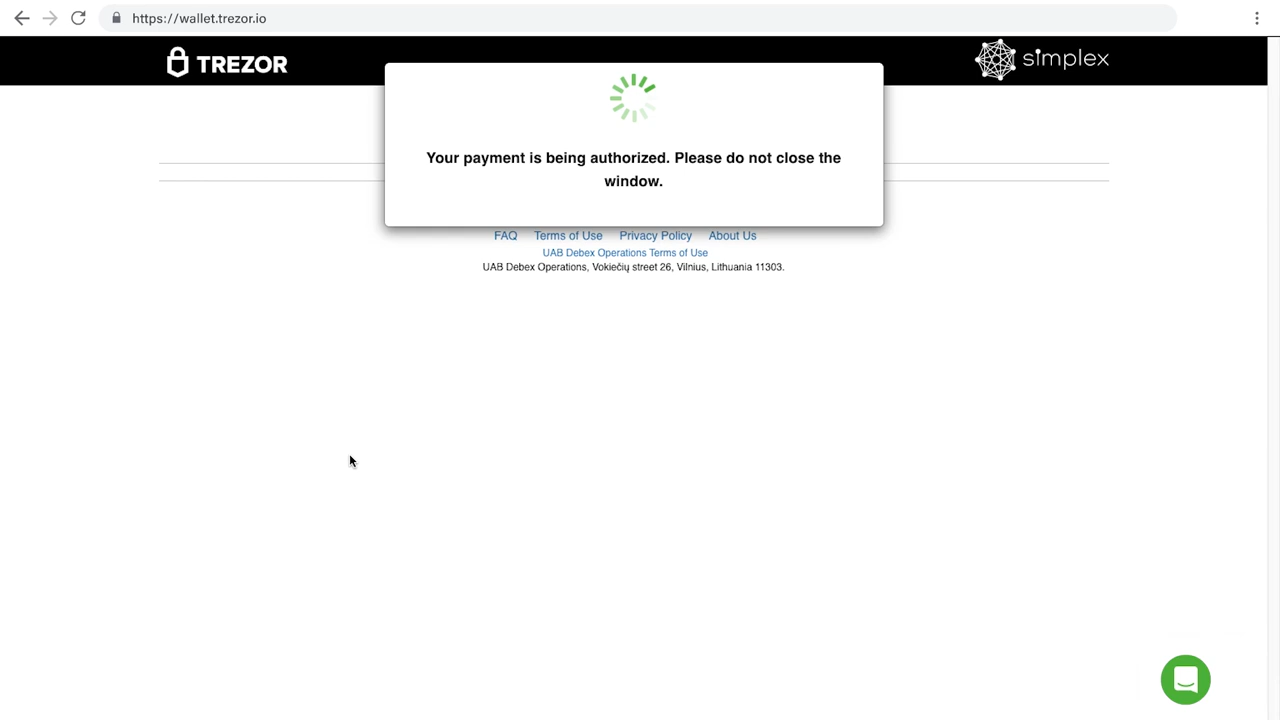 https://wallet.trezor.io
TREZOR
simplex
Your payment is being authorized. Please do not close the
window.
FAQ Terms of Use Privacy Policy About Us
UAB Debex Operations Terms of Use
UAB Debex Operations, Vokiečių street 26, Vilnius, Lithuania 11303.